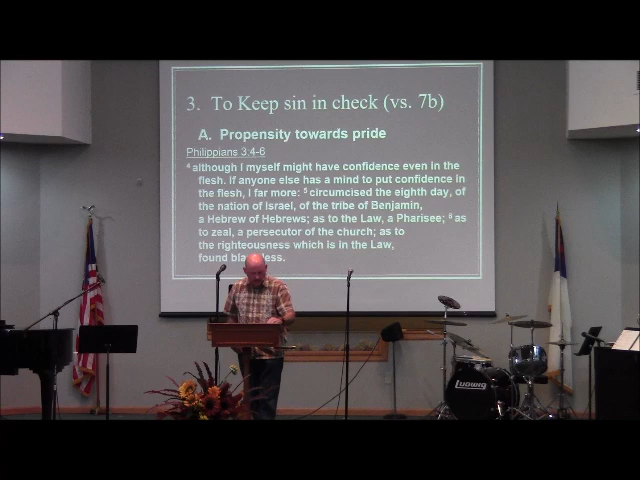 3. To Keep sin in check (vs. 7b)
A. Propensity towards pride
Philippians 3:4-6
4 although I myself might have confidence even in the
flesh. If anyone else has a mind to put confidence in
the flesh, I far more: 5 circumcised the eighth day, of
the nation of Israel, of the tribe of Benjamin,
a Hebrew of Hebrews; as to the Law, a Pharisee; 6 as
to zeal, a persecutor of the church; as to
the righteousness which is in the Law,
found
LUDWIG